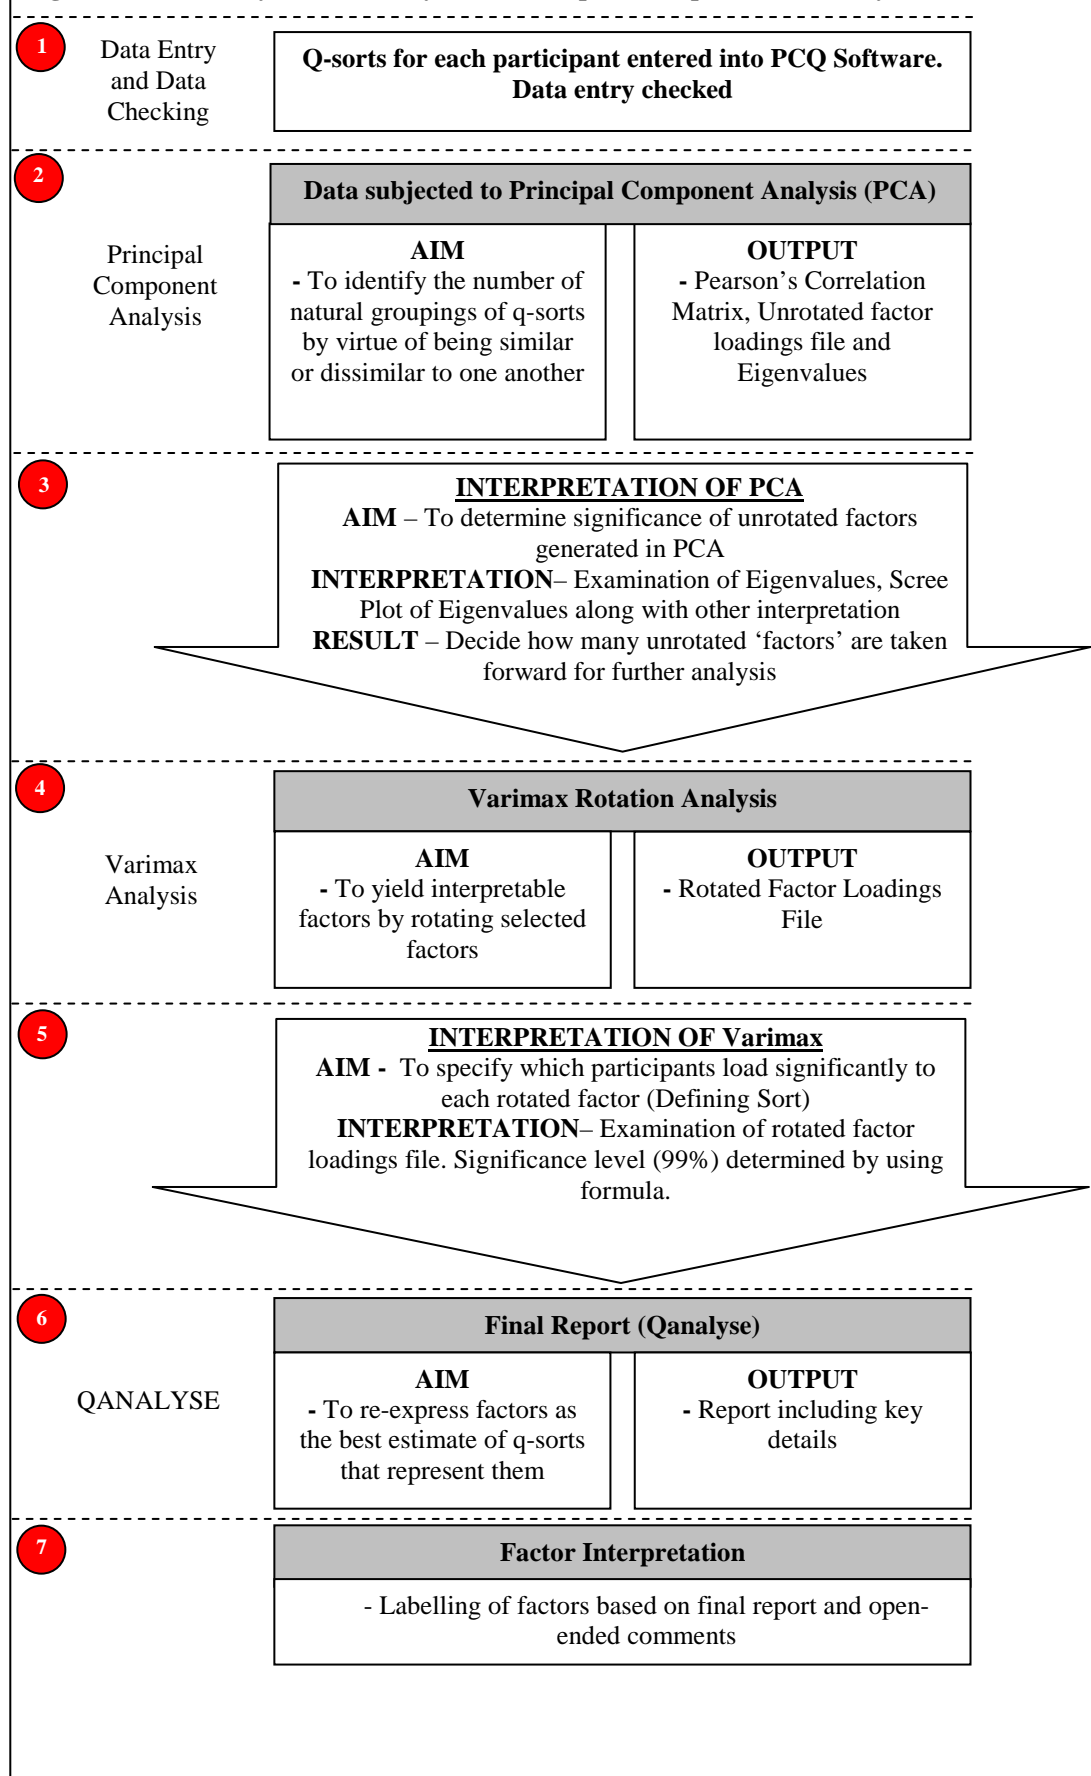 1
Data Entry
and Data
Checking
Q-sorts for each participant entered into PCQ Software.
Data entry checked
2
Principal
Component
Analysis
Data subjected to Principal Component Analysis (PCA)
AIM
- To identify the number of
natural groupings of q-sorts
by virtue of being similar
or dissimilar to one another
OUTPUT
- Pearson’s Correlation
Matrix, Unrotated factor
loadings file and
Eigenvalues
3
INTERPRETATION OF PCA
AIM – To determine significance of unrotated factors
generated in PCA
INTERPRETATION– Examination of Eigenvalues, Scree
Plot of Eigenvalues along with other interpretation
RESULT – Decide how many unrotated ‘factors’ are taken
forward for further analysis
4
Varimax
Analysis
Varimax Rotation Analysis
AIM
- To yield interpretable
factors by rotating selected
factors
OUTPUT
- Rotated Factor Loadings
File
5
INTERPRETATION OF Varimax
AIM - To specify which participants load significantly to
each rotated factor (Defining Sort)
INTERPRETATION– Examination of rotated factor
loadings file. Significance level (99%) determined by using
formula.
6
QANALYSE
Final Report (Qanalyse)
AIM
- To re-express factors as
the best estimate of q-sorts
that represent them
OUTPUT
- Report including key
details
7
Factor Interpretation
- Labelling of factors based on final report and open-
ended comments